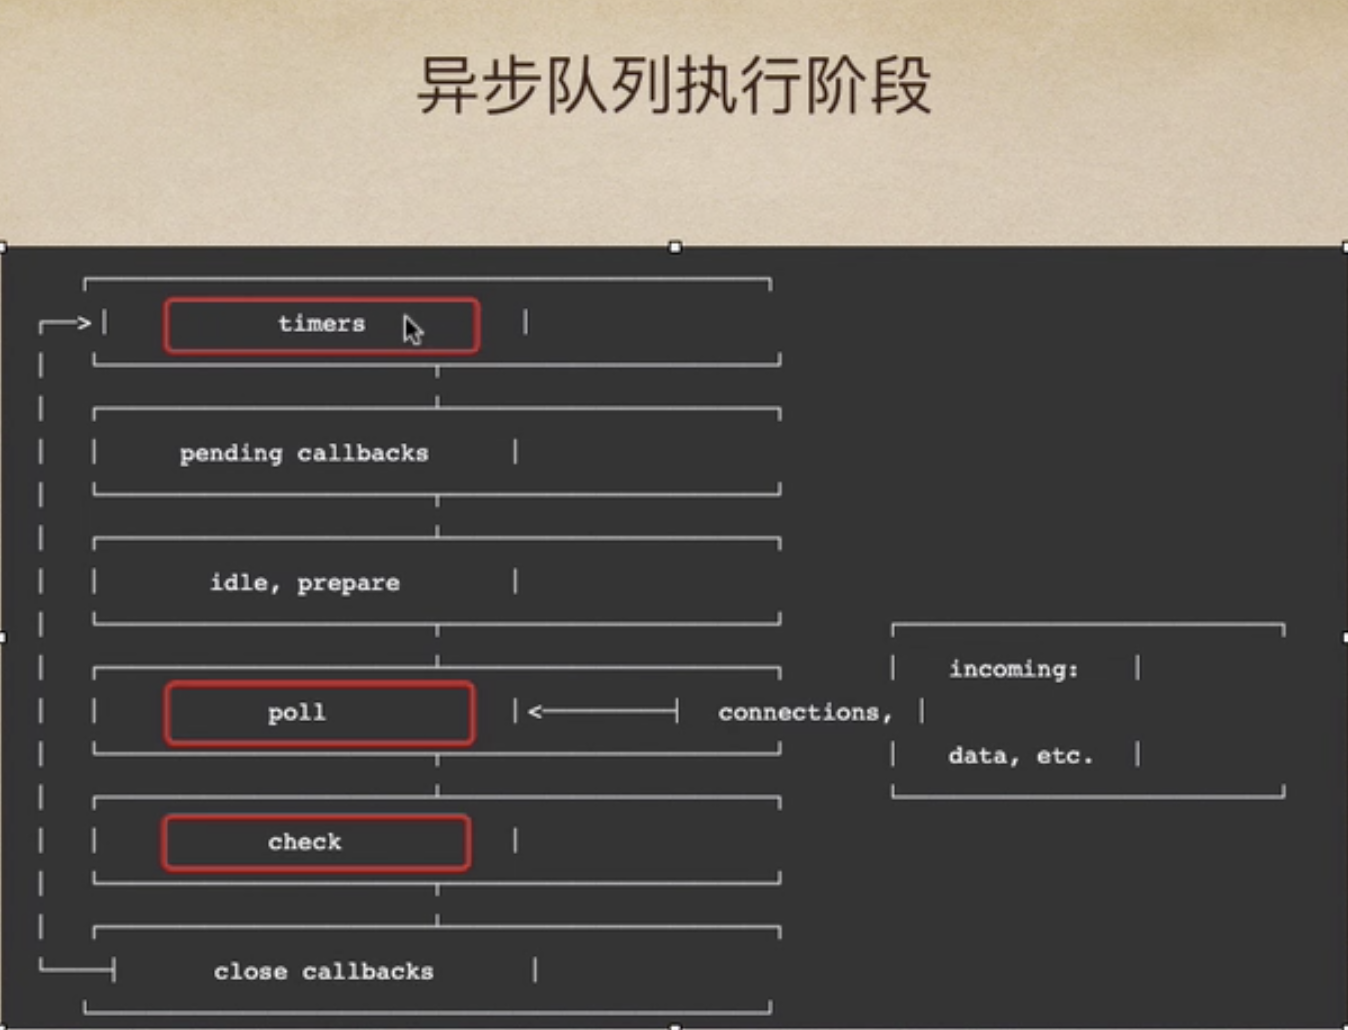 异步队列执行阶段
timers
pending callbacks
idle, prepare
incoming:
poll
connections,
data, etc.
check
close callbacks